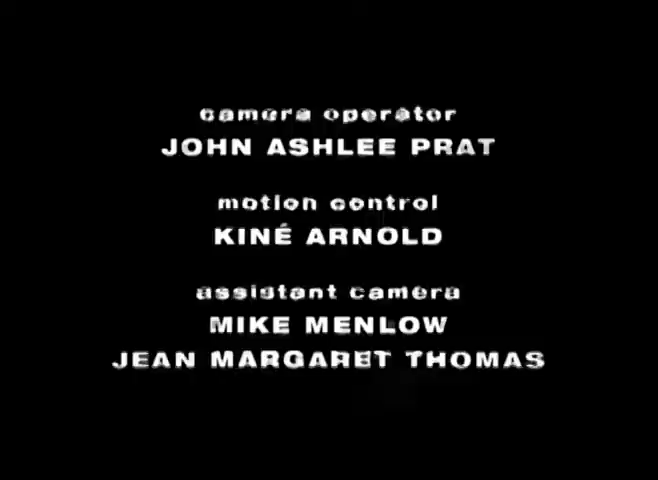 camera operator
JOHN ASHLEE PRAT
motion control
KINÉ ARNOLD
assistant camera
MIKE MENLOW
JEAN MARGARET THOMAS